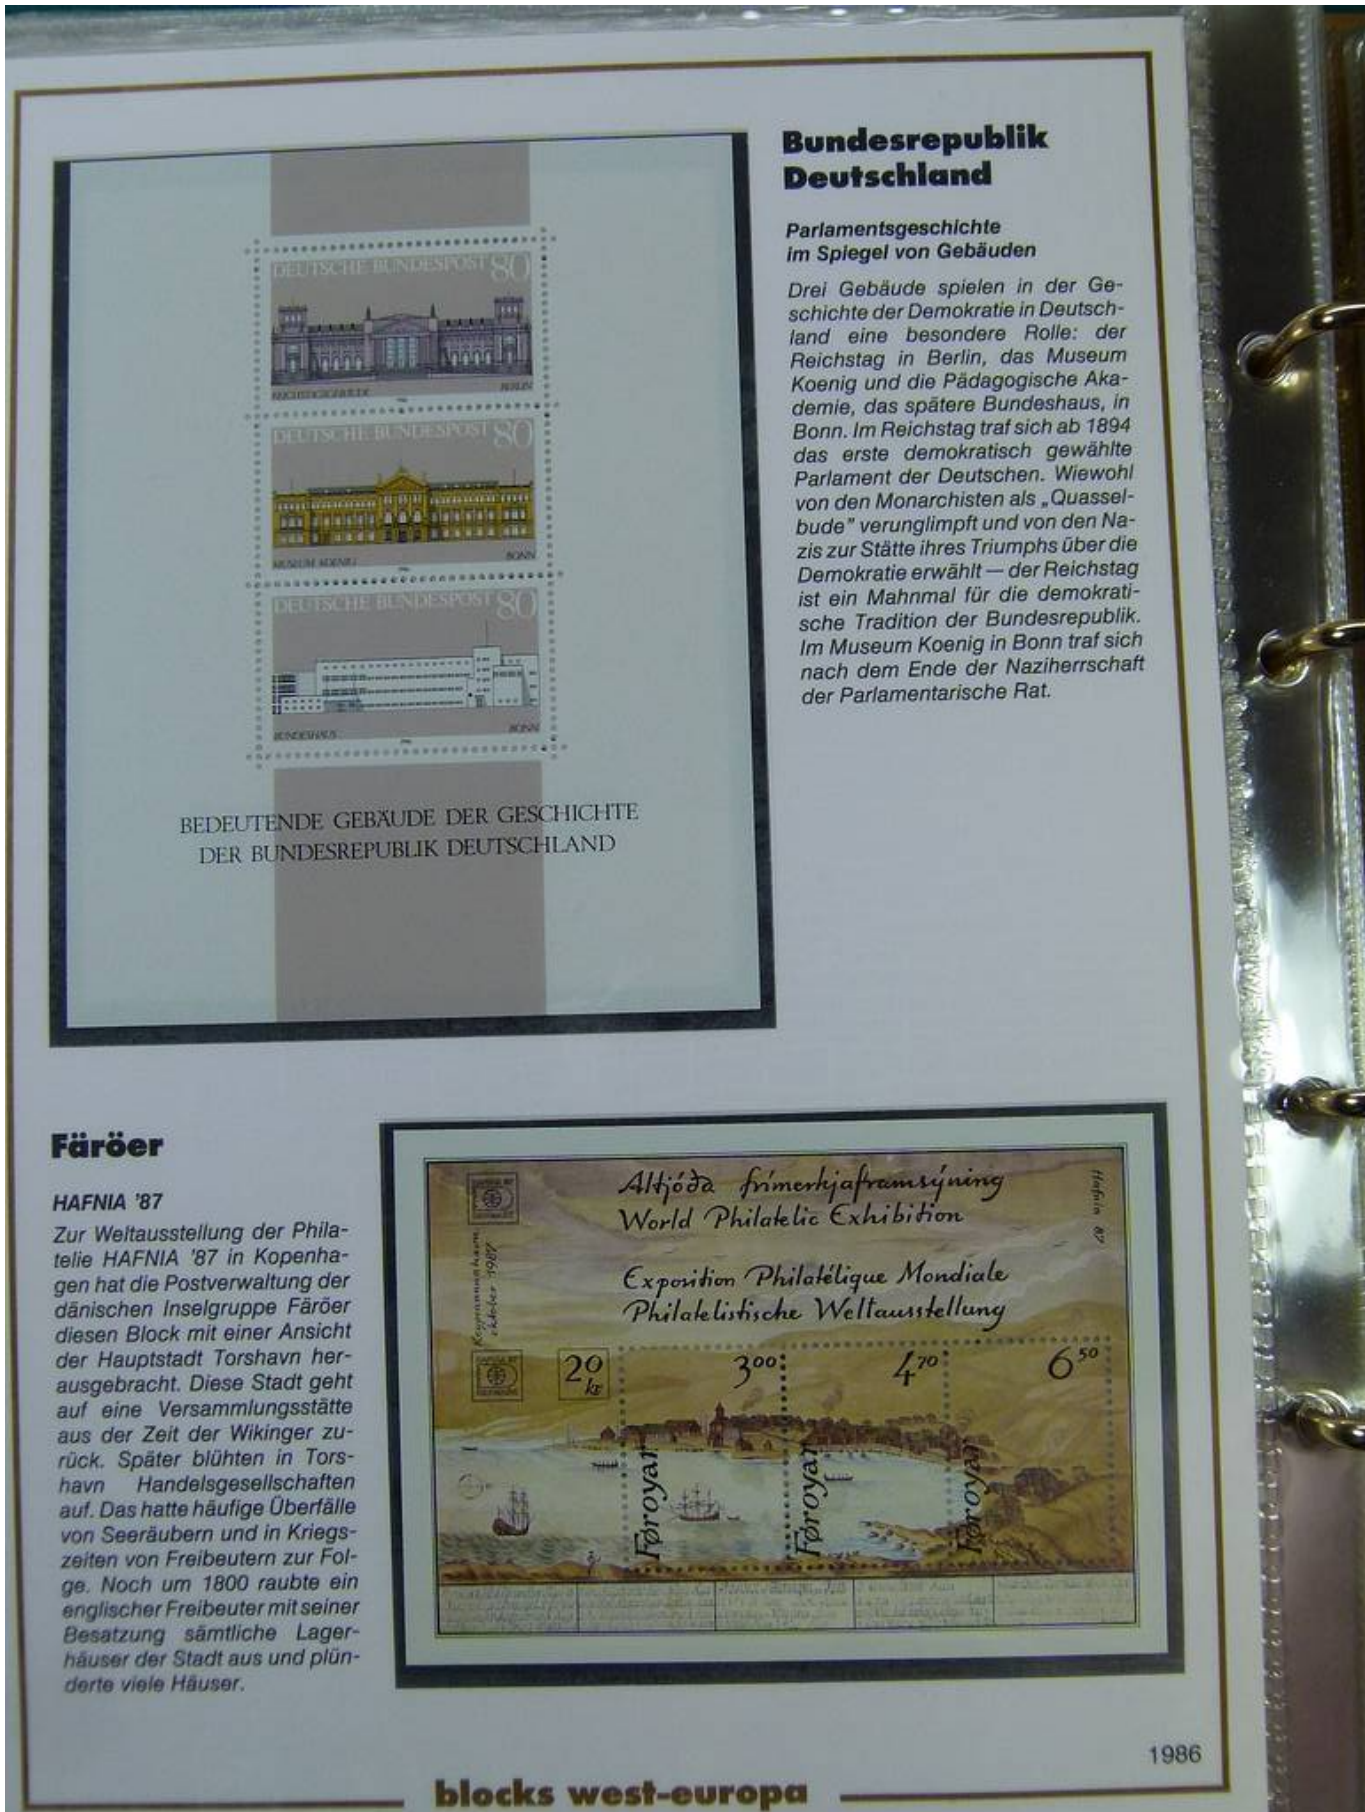 Bundesrepublik
Deutschland
Parlamentsgeschichte
im Spiegel von Gebäuden
Drei Gebäude spielen in der Ge-
schichte der Demokratie in Deutsch-
land eine besondere Rolle: der
Reichstag in Berlin, das Museum
Koenig und die Pädagogische Aka-
demie, das spätere Bundeshaus, in
Bonn. Im Reichstag traf sich ab 1894
das erste demokratisch gewählte
Parlament der Deutschen. Wiewohl
von den Monarchisten als „Quassel-
bude” verunglimpft und von den Na-
zis zur Stätte ihres Triumphs über die
Demokratie erwählt — der Reichstag
ist ein Mahnmal für die demokrati-
sche Tradition der Bundesrepublik.
Im Museum Koenig in Bonn traf sich
nach dem Ende der Naziherrschaft
der Parlamentarische Rat.
DEUTSCHE BUNDESPOST 80
REICHSTAGSGEBÄUDE BERLIN
1986
DEUTSCHE BUNDESPOST 80
MUSEUM KOENIG BONN
1986
DEUTSCHE BUNDESPOST 80
BUNDESHAUS BONN
1986
BEDEUTENDE GEBÄUDE DER GESCHICHTE
DER BUNDESREPUBLIK DEUTSCHLAND
Färöer
HAFNIA '87
Zur Weltausstellung der Phila-
telie HAFNIA '87 in Kopenha-
gen hat die Postverwaltung der
dänischen Inselgruppe Färöer
diesen Block mit einer Ansicht
der Hauptstadt Torshavn her-
ausgebracht. Diese Stadt geht
auf eine Versammlungsstätte
aus der Zeit der Wikinger zu-
rück. Später blühten in Tors-
havn Handelsgesellschaften
auf. Das hatte häufige Überfälle
von Seeräubern und in Kriegs-
zeiten von Freibeutern zur Fol-
ge. Noch um 1800 raubte ein
englischer Freibeuter mit seiner
Besatzung sämtliche Lager-
häuser der Stadt aus und plün-
derte viele Häuser.
Altjóða frímerkjaframsýning
World Philatelic Exhibition
Exposition Philatélique Mondiale
Philatelistische Weltausstellung
Hafnia 87
Keypmannahavn
oktober 1987
20 kr
3⁰⁰
4⁷⁰
6⁵⁰
Føroyar
Føroyar
Føroyar
1986
blocks west-europa